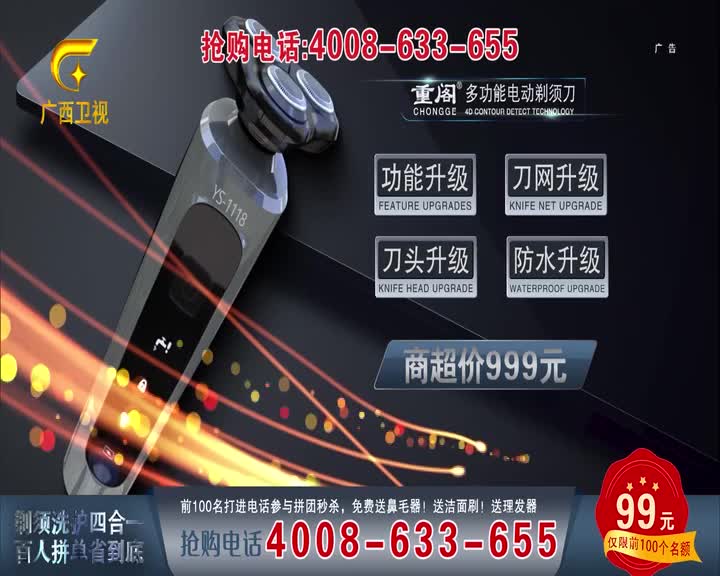 抢购电话:4008-633-655
广告
广西卫视
重阁® 多功能电动剃须刀
CHONGGE 4D CONTOUR DETECT TECHNOLOGY
YS-1118
功能升级 刀网升级
FEATURE UPGRADES KNIFE NET UPGRADE
刀头升级 防水升级
KNIFE HEAD UPGRADE WATERPROOF UPGRADE
商超价999元
剃须洗护四合一
百人拼单省到底
前100名打进电话参与拼团秒杀，免费送鼻毛器！送洁面刷！送理发器
抢购电话 4008-633-655
99元
仅限前100个名额